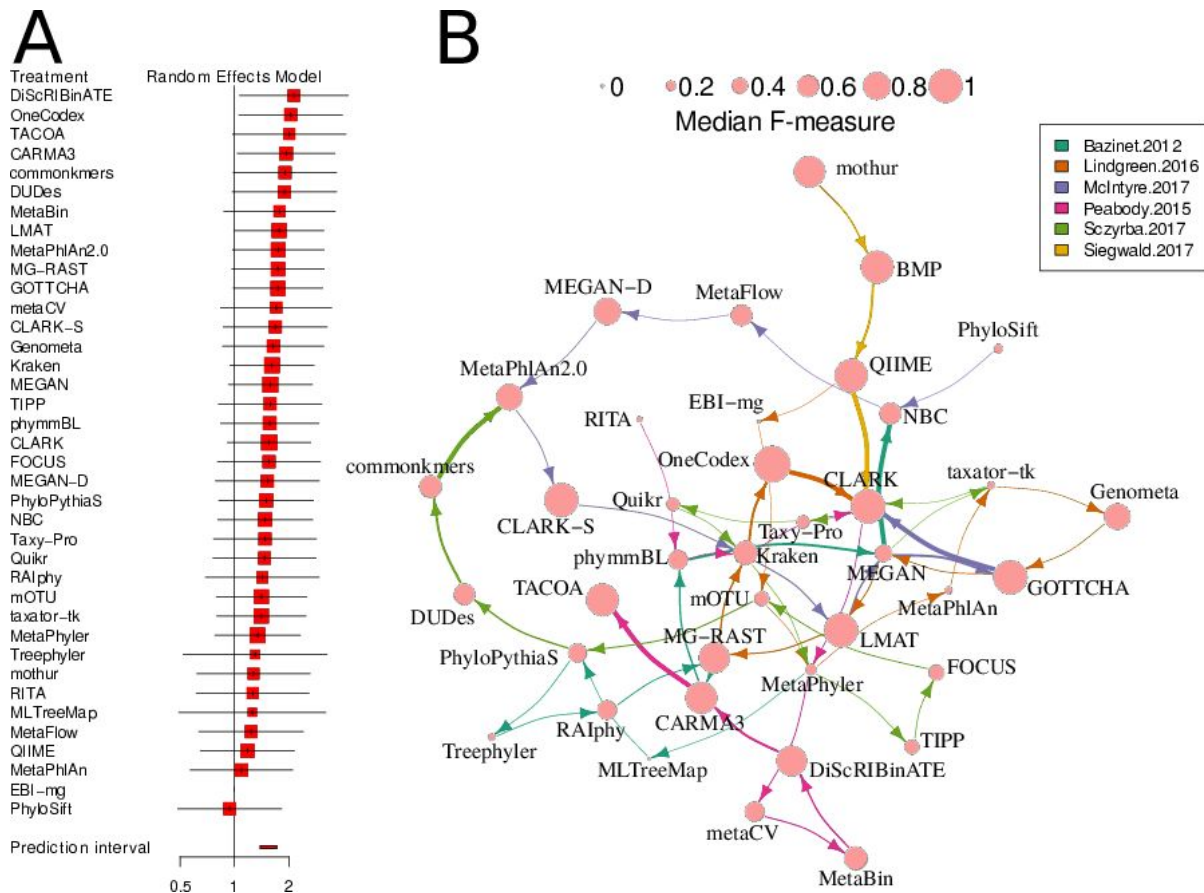 A
Treatment Random Effects Model
DiScRIBinATE
OneCodex
TACOA
CARMA3
commonkmers
DUDes
MetaBin
LMAT
MetaPhlAn2.0
MG-RAST
GOTTCHA
metaCV
CLARK-S
Genometa
Kraken
MEGAN
TIPP
phymmBL
CLARK
FOCUS
MEGAN-D
PhyloPythiaS
NBC
Taxy-Pro
Quikr
RAIphy
mOTU
taxator-tk
MetaPhyler
Treephyler
mothur
RITA
MLTreeMap
MetaFlow
QIIME
MetaPhlAn
EBI-mg
PhyloSift
Prediction interval
0.5 1 2
B
0 0.2 0.4 0.6 0.8 1
Median F-measure
Bazinet.2012
Lindgreen.2016
McIntyre.2017
Peabody.2015
Sczyrba.2017
Siegwald.2017
mothur
BMP
MEGAN-D
MetaFlow
PhyloSift
QIIME
MetaPhlAn2.0
EBI-mg
NBC
RITA
OneCodex
commonkmers
CLARK
taxator-tk
Genometa
Quikr
CLARK-S
Taxy-Pro
phymmBL
Kraken
MEGAN
GOTTCHA
TACOA
mOTU
MetaPhlAn
DUDes
MG-RAST
LMAT
PhyloPythiaS
FOCUS
MetaPhyler
CARMA3
RAIphy
TIPP
Treephyler
MLTreeMap
DiScRIBinATE
metaCV
MetaBin